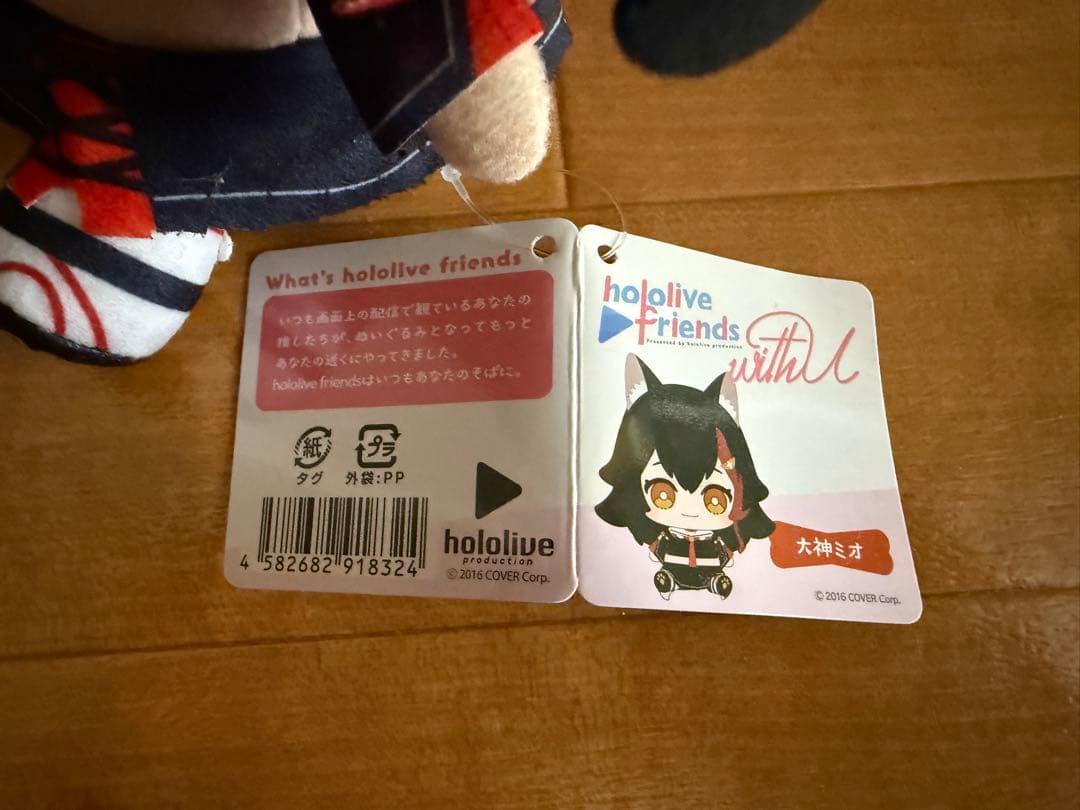 What's hololive friends
いつも画面上の配信で観ているあなたの
推したちが、ぬいぐるみとなってもっと
あなたの近くにやってきました。
hololive friendsはいつもあなたのそばに。
紙
タグ
プラ
外袋:PP
4 582682 918324
hololive
production
©2016 COVER Corp.
hololive
friends
Presented by hololive production
with U
大神ミオ
©2016 COVER Corp.